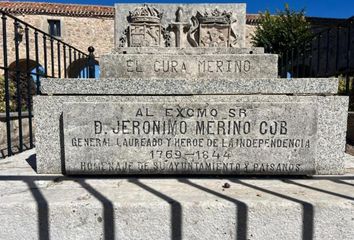 EL CURA MERINO
AL EXCMO SR
D. JERONIMO MERINO COB
GENERAL LAUREADO Y HEROE DE LA INDEPENDENCIA
1769-1844
HOMENAJE DE SU AYUNTAMIENTO Y PAISANOS